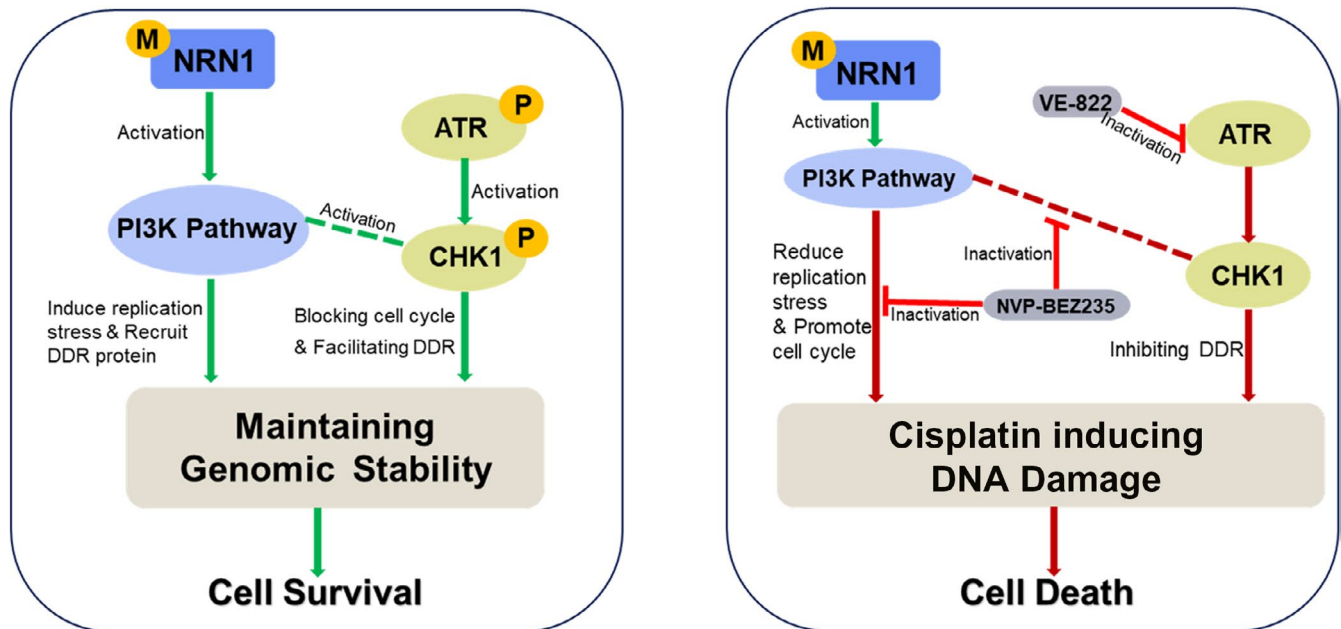 M
NRN1
Activation
PI3K Pathway
Induce replication
stress & Recruit
DDR protein
ATR
P
Activation
Activation
CHK1
P
Blocking cell cycle
& Facilitating DDR
Maintaining
Genomic Stability
Cell Survival
M
NRN1
Activation
PI3K Pathway
VE-822
Inactivation
ATR
Reduce
replication
stress
& Promote
cell cycle
Inactivation
Inactivation
NVP-BEZ235
CHK1
Inhibiting DDR
Cisplatin inducing
DNA Damage
Cell Death